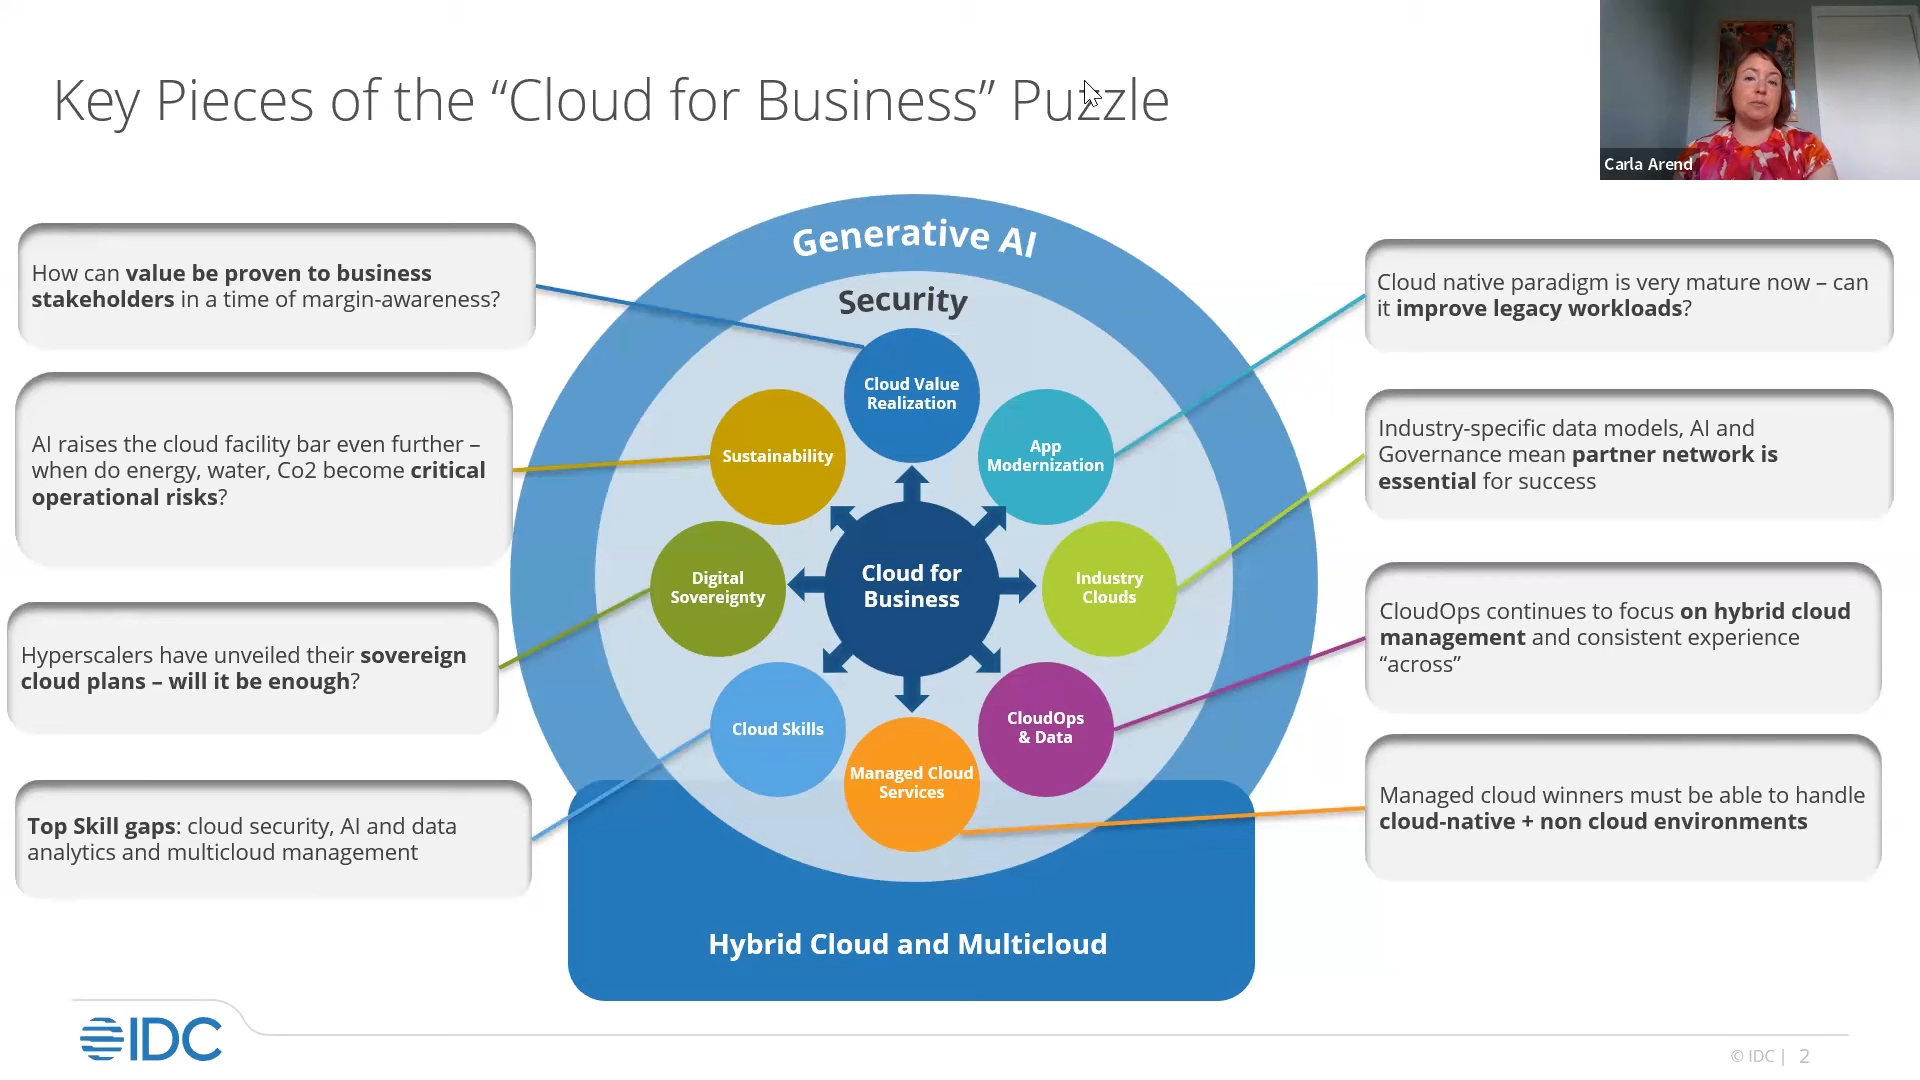 Key Pieces of the “Cloud for Business” Puzzle
Carla Arend
How can value be proven to business
stakeholders in a time of margin-awareness?
AI raises the cloud facility bar even further –
when do energy, water, Co2 become critical
operational risks?
Hyperscalers have unveiled their sovereign
cloud plans – will it be enough?
Top Skill gaps: cloud security, AI and data
analytics and multicloud management
Generative AI
Security
Cloud Value
Realization
Sustainability
App
Modernization
Digital
Sovereignty
Cloud for
Business
Industry
Clouds
Cloud Skills
CloudOps
& Data
Managed Cloud
Services
Hybrid Cloud and Multicloud
Cloud native paradigm is very mature now – can
it improve legacy workloads?
Industry-specific data models, AI and
Governance mean partner network is
essential for success
CloudOps continues to focus on hybrid cloud
management and consistent experience
“across”
Managed cloud winners must be able to handle
cloud-native + non cloud environments
IDC
© IDC | 2